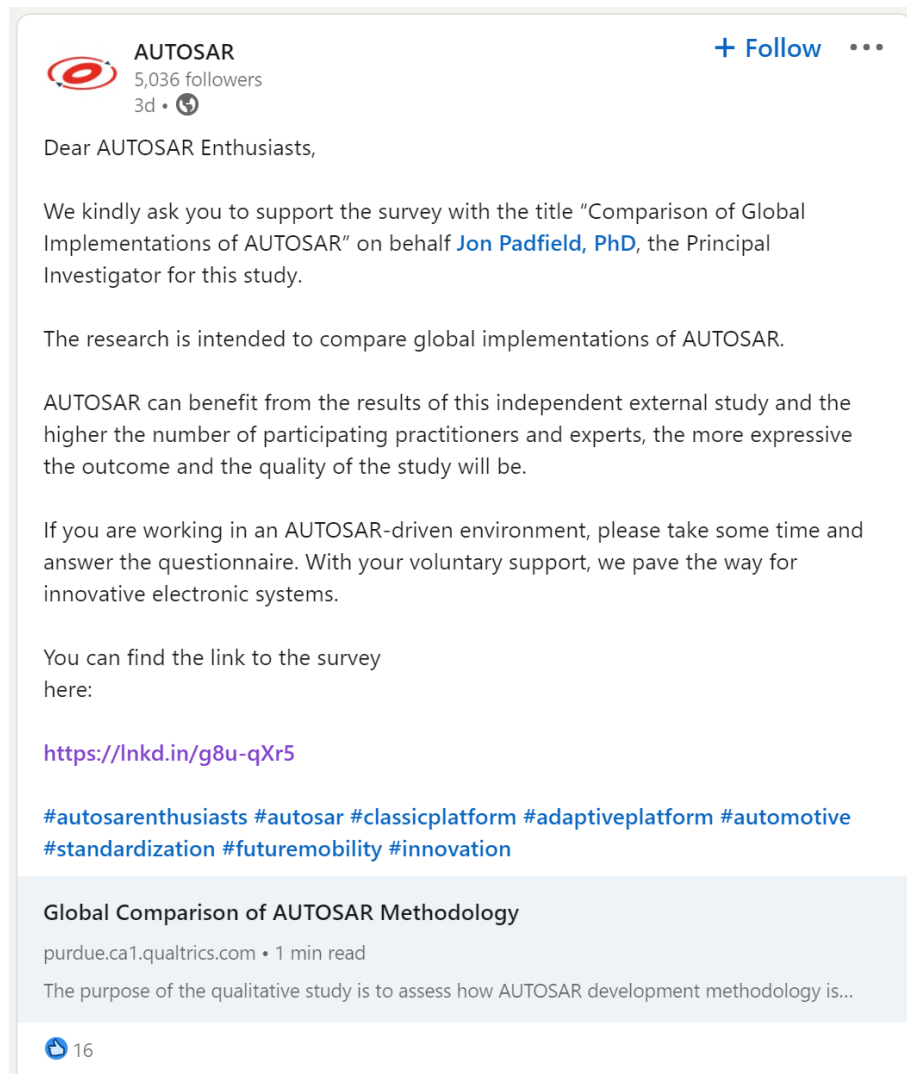 AUTOSAR
+ Follow
5,036 followers
3d •
Dear AUTOSAR Enthusiasts,
We kindly ask you to support the survey with the title “Comparison of Global
Implementations of AUTOSAR” on behalf Jon Padfield, PhD, the Principal
Investigator for this study.
The research is intended to compare global implementations of AUTOSAR.
AUTOSAR can benefit from the results of this independent external study and the
higher the number of participating practitioners and experts, the more expressive
the outcome and the quality of the study will be.
If you are working in an AUTOSAR-driven environment, please take some time and
answer the questionnaire. With your voluntary support, we pave the way for
innovative electronic systems.
You can find the link to the survey
here:
https://lnkd.in/g8u-qXr5
#autosarenthusiasts #autosar #classicplatform #adaptiveplatform #automotive
#standardization #futuremobility #innovation
Global Comparison of AUTOSAR Methodology
purdue.ca1.qualtrics.com • 1 min read
The purpose of the qualitative study is to assess how AUTOSAR development methodology is...
16